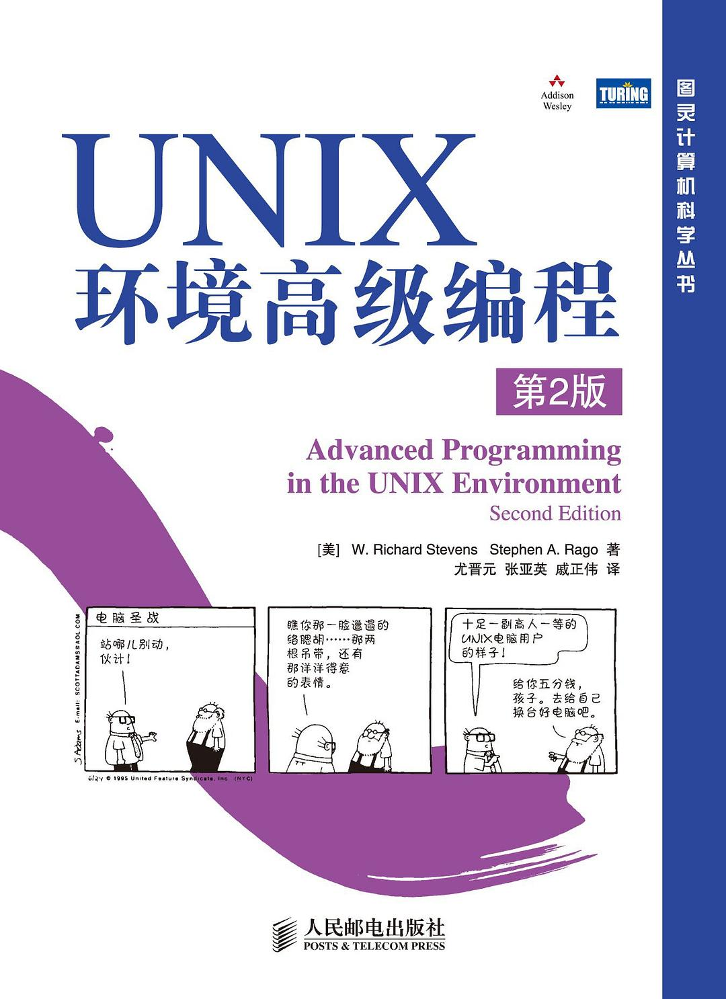 Addison
Wesley
TURING
图灵计算机科学丛书
UNIX
环境高级编程
第2版
Advanced Programming
in the UNIX Environment
Second Edition
[美] W. Richard Stevens Stephen A. Rago 著
尤晋元 张亚英 戚正伟 译
电脑圣战
站哪儿别动，
伙计！
瞧你那一脸邋遢的
络腮胡……那两
根吊带，还有
那洋洋得意
的表情。
十足一副高人一等的
UNIX电脑用户
的样子！
给你五分钱，
孩子。去给自己
换台好电脑吧。
S.Adams E-mail: SCOTTADAMS@AOL.COM
6/24 © 1995 United Feature Syndicate, Inc. (NYC)
人民邮电出版社
POSTS & TELECOM PRESS